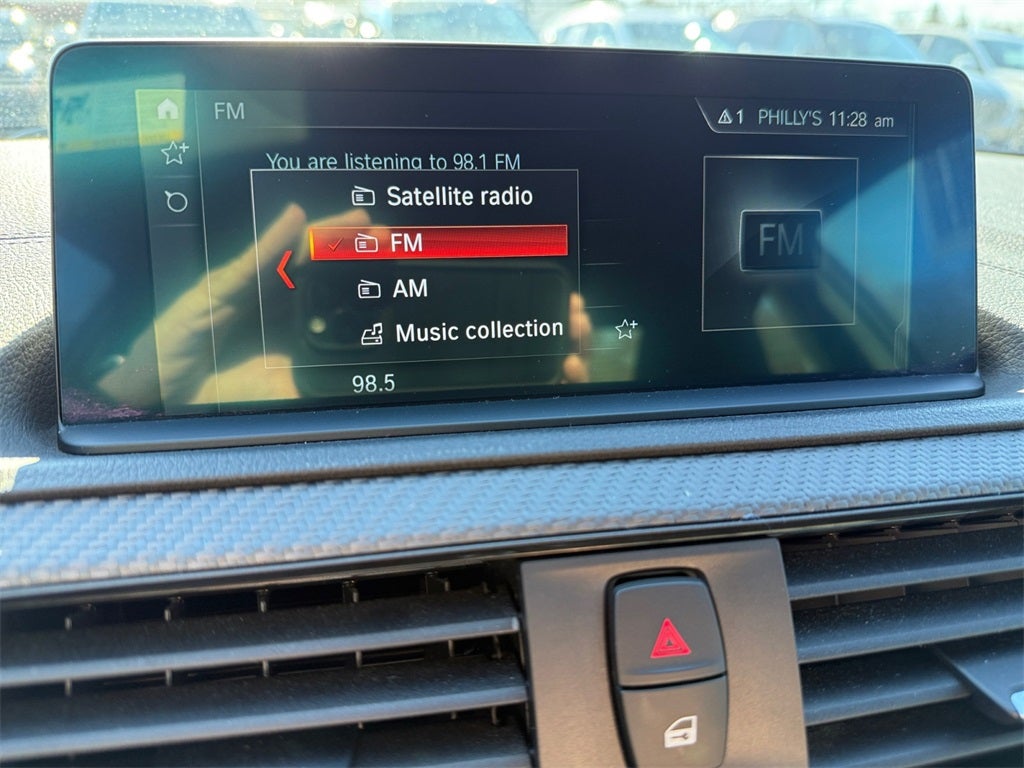 FM
1 PHILLY'S 11:28 am
You are listening to 98.1 FM
Satellite radio
FM
AM
Music collection
98.5
FM